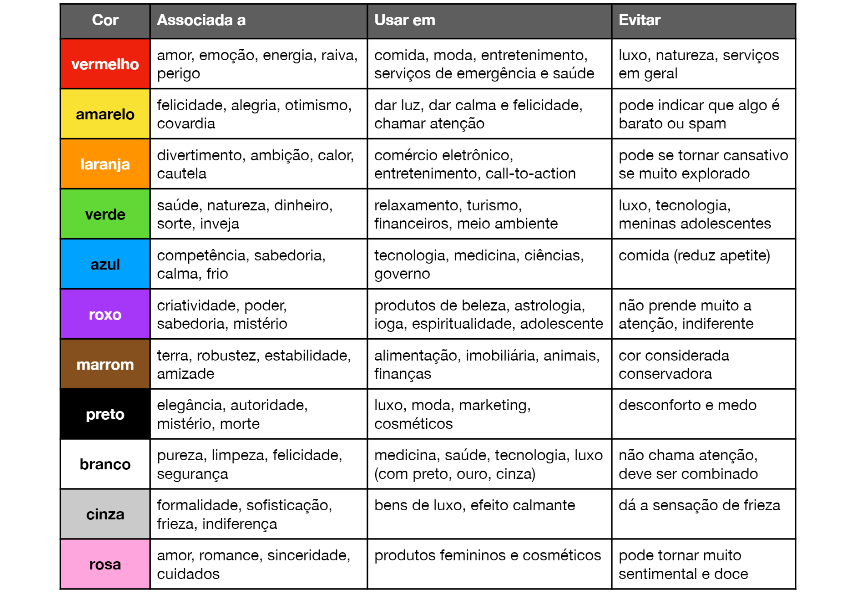 Cor Associada a Usar em Evitar
vermelho
amor, emoção, energia, raiva,
perigo
comida, moda, entretenimento,
serviços de emergência e saúde
luxo, natureza, serviços
em geral
amarelo
felicidade, alegria, otimismo,
covardia
dar luz, dar calma e felicidade,
chamar atenção
pode indicar que algo é
barato ou spam
laranja
divertimento, ambição, calor,
cautela
comércio eletrônico,
entretenimento, call-to-action
pode se tornar cansativo
se muito explorado
verde
saúde, natureza, dinheiro,
sorte, inveja
relaxamento, turismo,
financeiros, meio ambiente
luxo, tecnologia,
meninas adolescentes
azul
competência, sabedoria,
calma, frio
tecnologia, medicina, ciências,
governo
comida (reduz apetite)
roxo
criatividade, poder,
sabedoria, mistério
produtos de beleza, astrologia,
ioga, espiritualidade, adolescente
não prende muito a
atenção, indiferente
marrom
terra, robustez, estabilidade,
amizade
alimentação, imobiliária, animais,
finanças
cor considerada
conservadora
preto
elegância, autoridade,
mistério, morte
luxo, moda, marketing,
cosméticos
desconforto e medo
branco
pureza, limpeza, felicidade,
segurança
medicina, saúde, tecnologia, luxo
(com preto, ouro, cinza)
não chama atenção,
deve ser combinado
cinza
formalidade, sofisticação,
frieza, indiferença
bens de luxo, efeito calmante
dá a sensação de frieza
rosa
amor, romance, sinceridade,
cuidados
produtos femininos e cosméticos
pode tornar muito
sentimental e doce